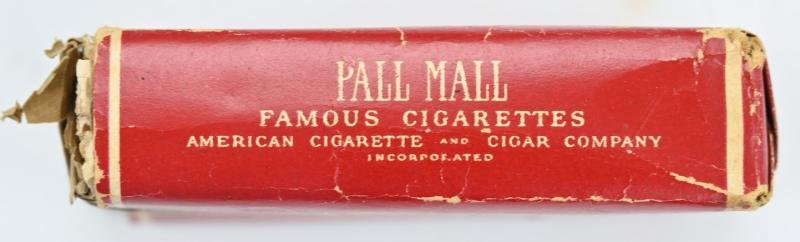 PALL MALL
FAMOUS CIGARETTES
AMERICAN CIGARETTE AND CIGAR COMPANY
INCORPORATED